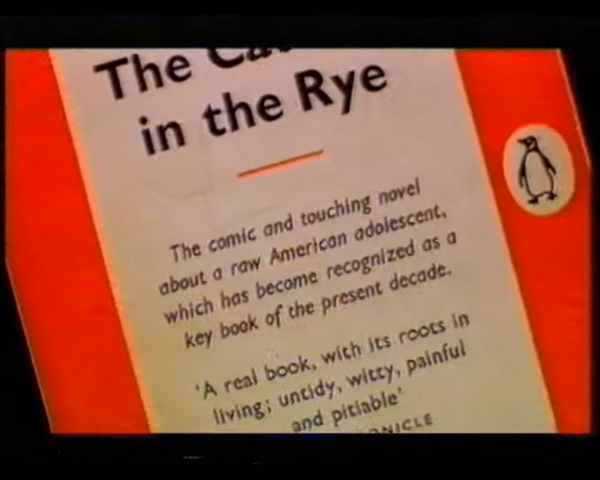 The
in the Rye
The comic and touching novel
about a raw American adolescent,
which has become recognized as a
key book of the present decade.
'A real book, with its roots in
living; untidy, witty, painful
and pitiable'